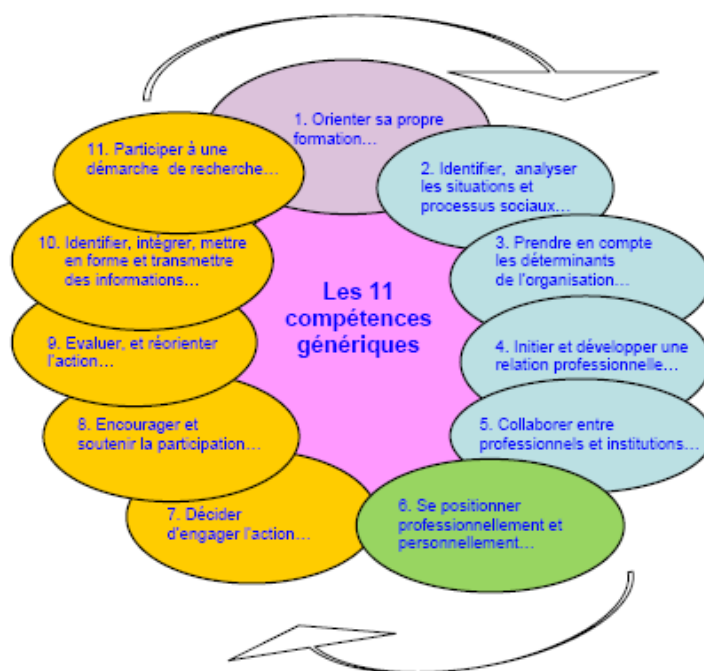 Les 11
compétences
génériques
1. Orienter sa propre
formation…
2. Identifier, analyser
les situations et
processus sociaux…
3. Prendre en compte
les déterminants
de l'organisation…
4. Initier et développer une
relation professionnelle…
5. Collaborer entre
professionnels et institutions…
6. Se positionner
professionnellement et
personnellement…
7. Décider
d'engager l'action…
8. Encourager et
soutenir la participation…
9. Evaluer, et réorienter
l'action…
10. Identifier, intégrer, mettre
en forme et transmettre
des informations…
11. Participer à une
démarche de recherche…